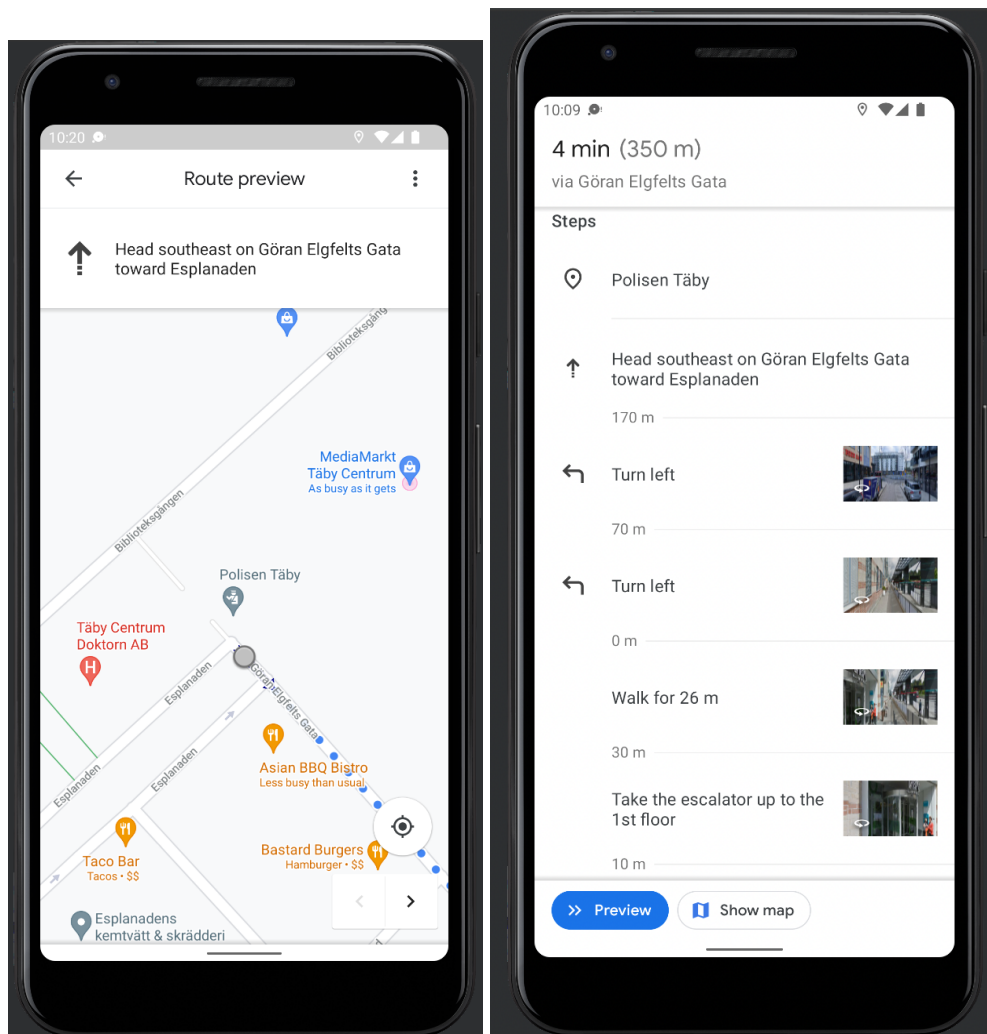 10:20
Route preview
Head southeast on Göran Elgfelts Gata
toward Esplanaden
Biblioteksgång
MediaMarkt
Täby Centrum
As busy as it gets
Biblioteksgången
Polisen Täby
Täby Centrum
Doktorn AB
H
Esplanaden
Göran Elgfelts Gata
Esplanaden
Esplanaden
Asian BBQ Bistro
Less busy than usual
Taco Bar
Tacos • $$
Bastard Burgers
Hamburger • $$
Esplanadens
kemtvätt & skrädderi
10:09
4 min (350 m)
via Göran Elgfelts Gata
Steps
Polisen Täby
Head southeast on Göran Elgfelts Gata
toward Esplanaden
170 m
Turn left
70 m
Turn left
0 m
Walk for 26 m
30 m
Take the escalator up to the
1st floor
10 m
Preview
Show map